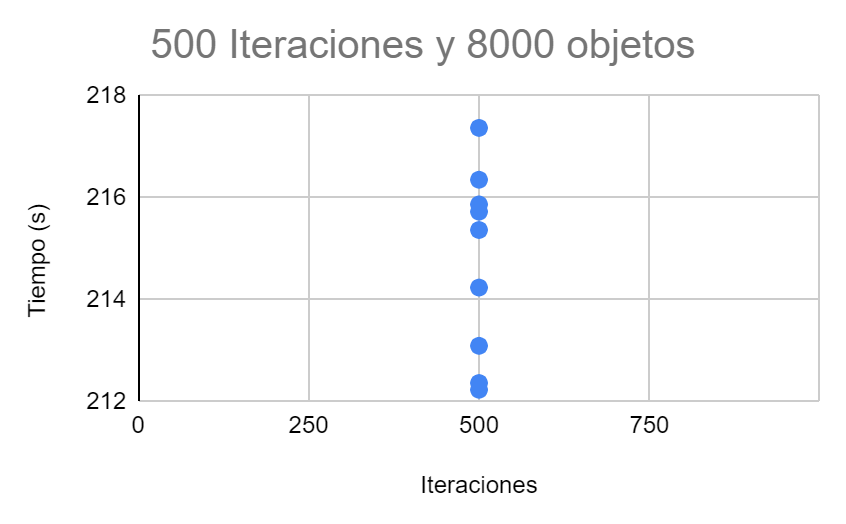 500 Iteraciones y 8000 objetos
218
216
214
212
Tiempo (s)
0
250
500
750
Iteraciones